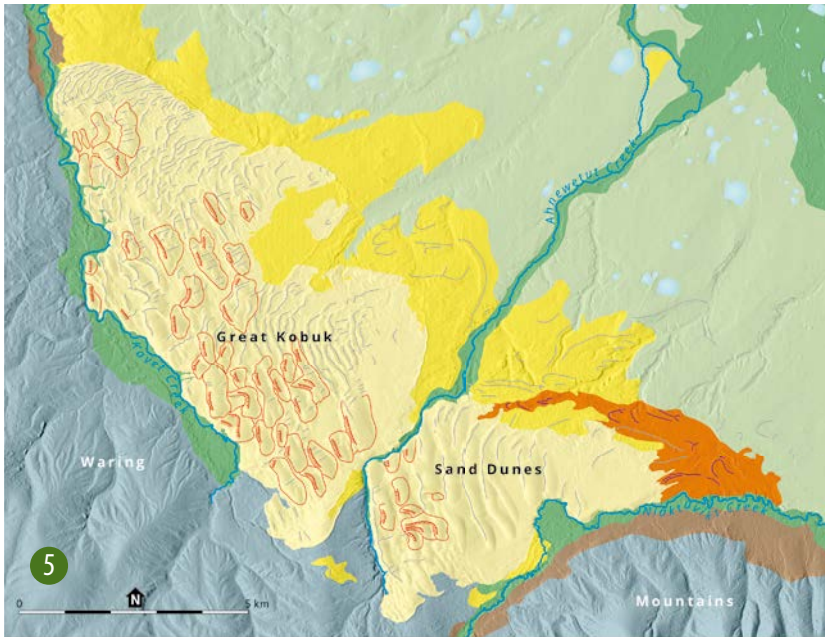 Ahnewetut Creek
Great Kobuk
Kavet Creek
Waring
Sand Dunes
Niaktuvik Creek
5
N
0 5 km
Mountains